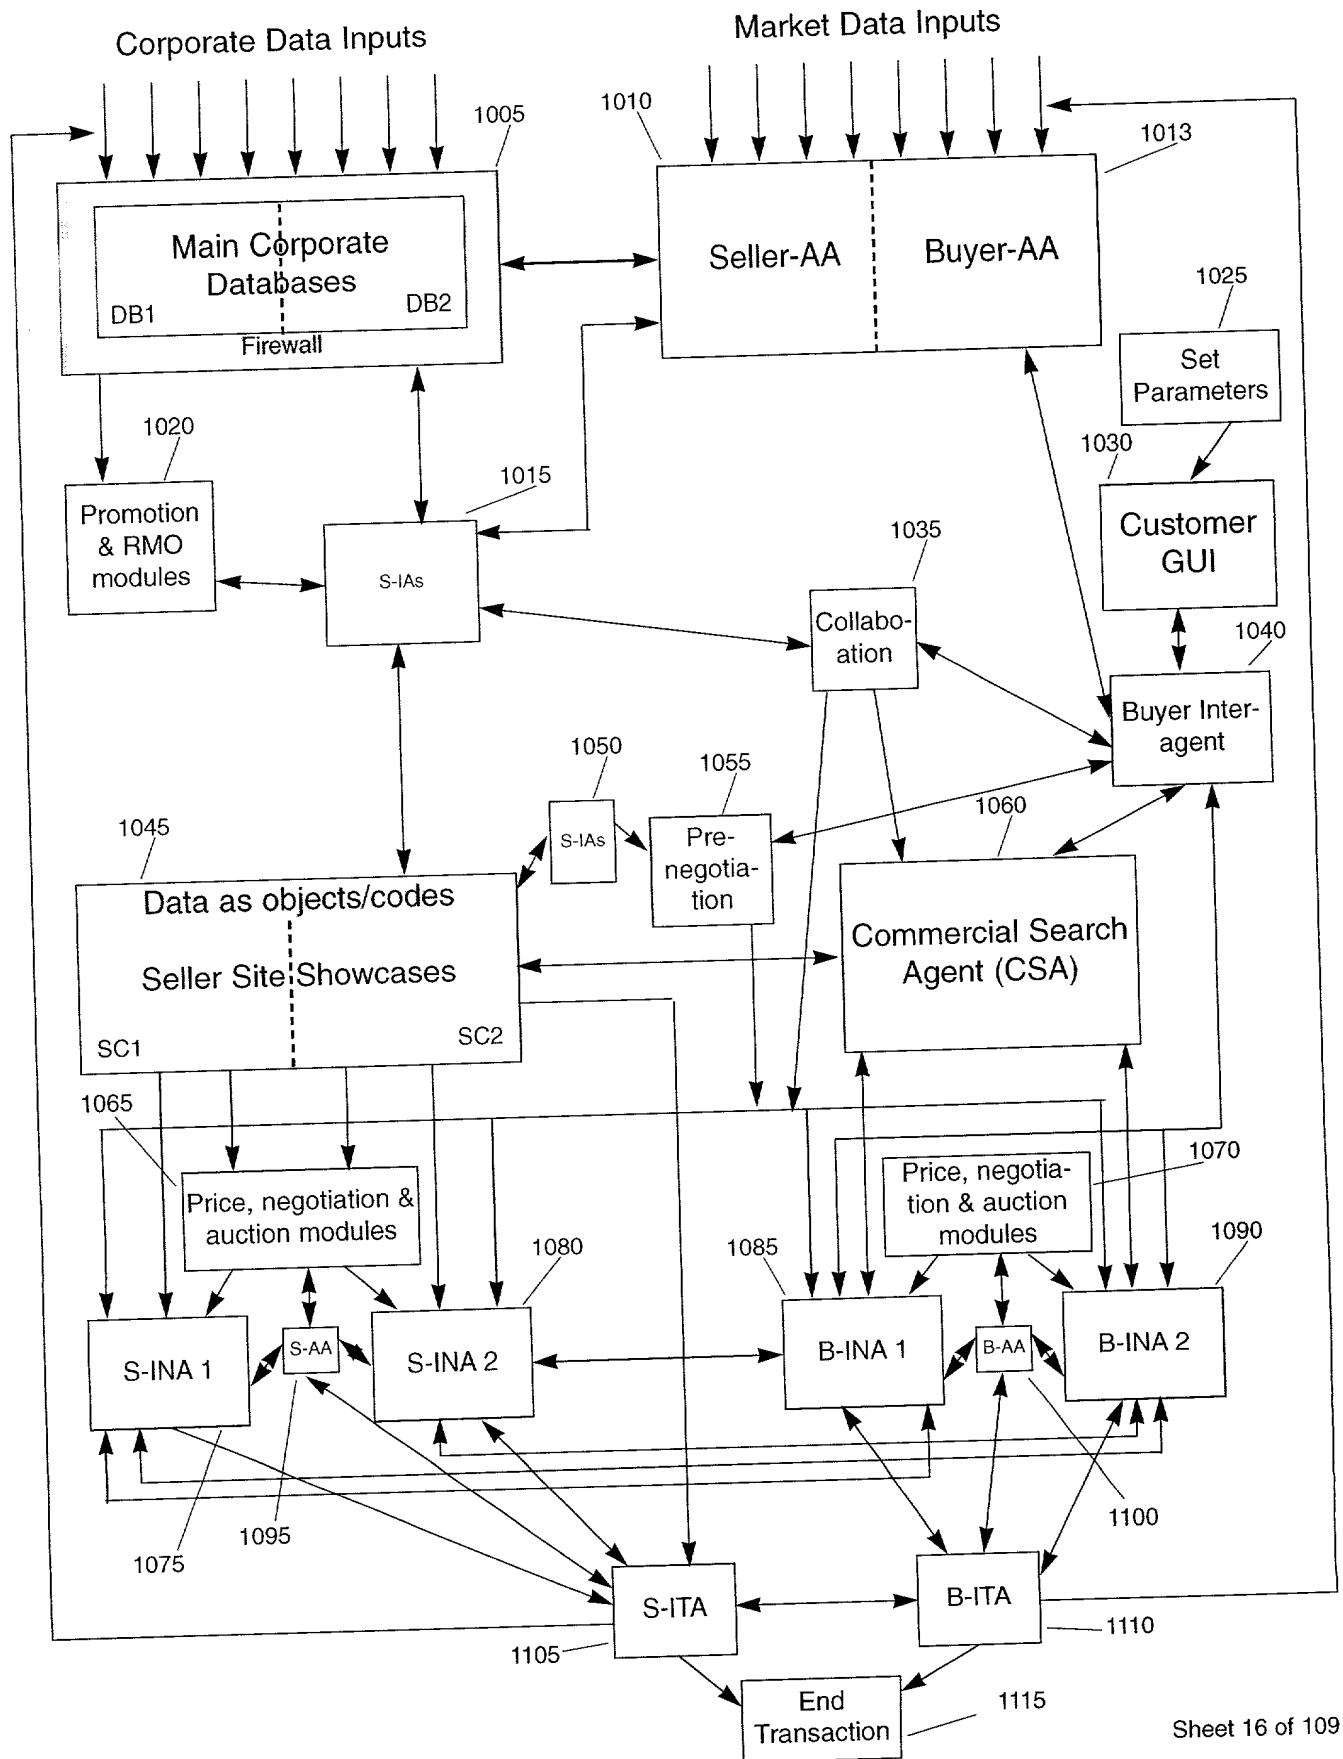 Corporate Data Inputs
Market Data Inputs
1005
1010
1013
Main Corporate
Databases
DB1
DB2
Firewall
Seller-AA
Buyer-AA
1025
Set
Parameters
1020
Promotion
& RMO
modules
1015
S-IAs
1030
Customer
GUI
1035
Collabo-
ation
1040
Buyer Inter-
agent
1050
S-IAs
1055
Pre-
negotia-
tion
1060
Commercial Search
Agent (CSA)
1045
Data as objects/codes
Seller Site Showcases
SC1
SC2
1065
Price, negotiation &
auction modules
1070
Price, negotia-
tion & auction
modules
1080
1085
1090
S-INA 1
S-AA
S-INA 2
B-INA 1
B-AA
B-INA 2
1075
1095
1100
S-ITA
1105
B-ITA
1110
End
Transaction
1115
Sheet 16 of 109